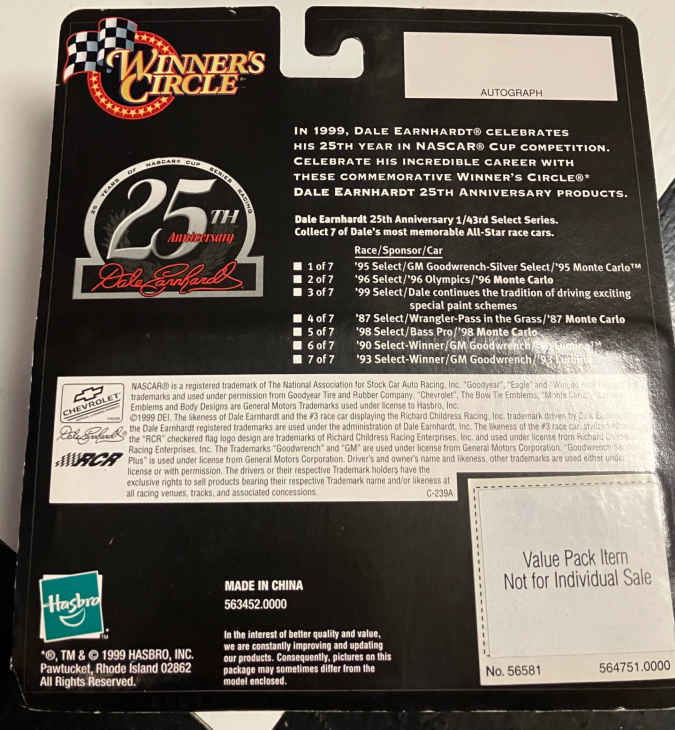 WINNER'S
CIRCLE
AUTOGRAPH
IN 1999, DALE EARNHARDT® CELEBRATES
HIS 25TH YEAR IN NASCAR® CUP COMPETITION.
CELEBRATE HIS INCREDIBLE CAREER WITH
THESE COMMEMORATIVE WINNER'S CIRCLE®*
DALE EARNHARDT 25TH ANNIVERSARY PRODUCTS.
25 YEARS OF NASCAR® CUP SERIES RACING
25TH
Anniversary
Dale Earnhardt
Dale Earnhardt 25th Anniversary 1/43rd Select Series.
Collect 7 of Dale's most memorable All-Star race cars.
Race/Sponsor/Car
1 of 7 '95 Select/GM Goodwrench-Silver Select/'95 Monte Carlo™
2 of 7 '96 Select/'96 Olympics/'96 Monte Carlo
3 of 7 '99 Select/Dale continues the tradition of driving exciting
special paint schemes
4 of 7 '87 Select/Wrangler-Pass in the Grass/'87 Monte Carlo
5 of 7 '98 Select/Bass Pro/'98 Monte Carlo
6 of 7 '90 Select-Winner/GM Goodwrench/ Lumina™
7 of 7 '93 Select-Winner/GM Goodwrench/'93 Lumina
CHEVROLET
Dale Earnhardt
RCR
NASCAR® is a registered trademark of The National Association for Stock Car Auto Racing, Inc. "Goodyear", "Eagle" and
trademarks and used under permission from Goodyear Tire and Rubber Company. "Chevrolet", The Bow Tie Emblems, "Monte Carlo",
Emblems and Body Designs are General Motors Trademarks used under license to Hasbro, Inc.
©1999 DEI. The likeness of Dale Earnhardt and the #3 race car displaying the Richard Childress Racing, Inc. trademark driven by Dale
the Dale Earnhardt registered trademarks are used under the administration of Dale Earnhardt, Inc. The likeness of the #3 race car,
the "RCR" checkered flag logo design are trademarks of Richard Childress Racing Enterprises, Inc. and used under license from Richard
Racing Enterprises, Inc. The Trademarks "Goodwrench" and "GM" are used under license from General Motors Corporation. "Goodwrench
Plus" is used under license from General Motors Corporation. Driver's and owner's name and likeness, other trademarks are used either under
license or with permission. The drivers or their respective Trademark holders have the
exclusive rights to sell products bearing their respective Trademark name and/or likeness at
all racing venues, tracks, and associated concessions. C-239A
Value Pack Item
Not for Individual Sale
No. 56581 564751.0000
Hasbro
™
MADE IN CHINA
563452.0000
*®, TM & © 1999 HASBRO, INC.
Pawtucket, Rhode Island 02862
All Rights Reserved.
In the interest of better quality and value,
we are constantly improving and updating
our products. Consequently, pictures on this
package may sometimes differ from the
model enclosed.